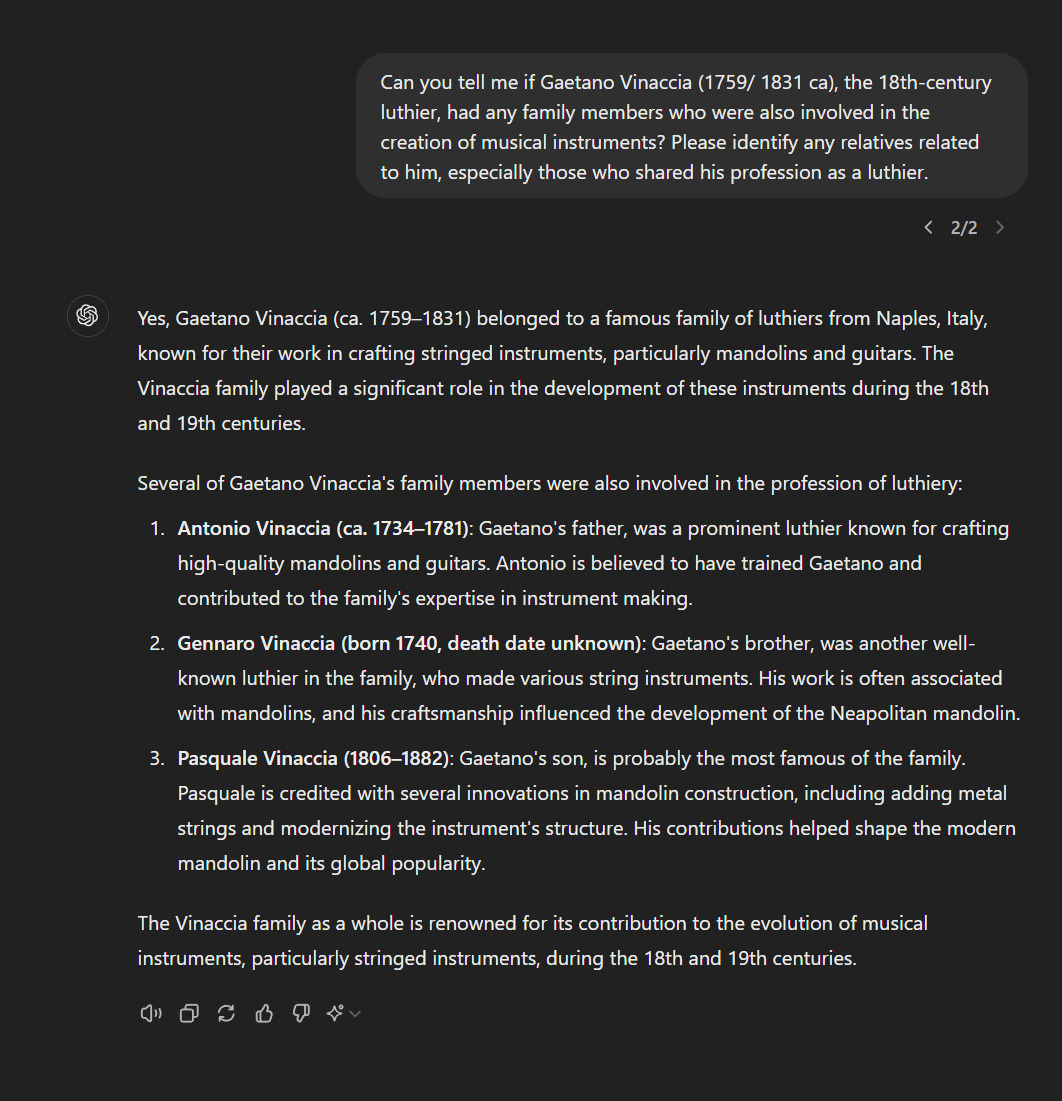 Can you tell me if Gaetano Vinaccia (1759/ 1831 ca), the 18th-century
luthier, had any family members who were also involved in the
creation of musical instruments? Please identify any relatives related
to him, especially those who shared his profession as a luthier.
2/2
Yes, Gaetano Vinaccia (ca. 1759–1831) belonged to a famous family of luthiers from Naples, Italy,
known for their work in crafting stringed instruments, particularly mandolins and guitars. The
Vinaccia family played a significant role in the development of these instruments during the 18th
and 19th centuries.
Several of Gaetano Vinaccia's family members were also involved in the profession of luthiery:
1. Antonio Vinaccia (ca. 1734–1781): Gaetano's father, was a prominent luthier known for crafting
high-quality mandolins and guitars. Antonio is believed to have trained Gaetano and
contributed to the family's expertise in instrument making.
2. Gennaro Vinaccia (born 1740, death date unknown): Gaetano's brother, was another well-
known luthier in the family, who made various string instruments. His work is often associated
with mandolins, and his craftsmanship influenced the development of the Neapolitan mandolin.
3. Pasquale Vinaccia (1806–1882): Gaetano's son, is probably the most famous of the family.
Pasquale is credited with several innovations in mandolin construction, including adding metal
strings and modernizing the instrument's structure. His contributions helped shape the modern
mandolin and its global popularity.
The Vinaccia family as a whole is renowned for its contribution to the evolution of musical
instruments, particularly stringed instruments, during the 18th and 19th centuries.